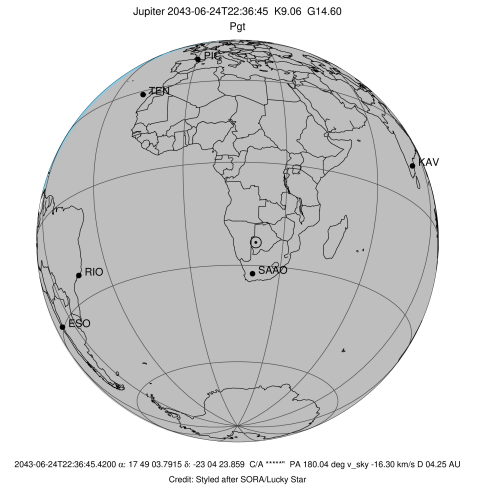 Jupiter 2043-06-24T22:36:45 K9.06 G14.60
Pgt
PIC
TEN
KAV
SAAO
RIO
ESO
2043-06-24T22:36:45.4200 α: 17 49 03.7915 δ: -23 04 23.859 C/A *****" PA 180.04 deg v_sky -16.30 km/s D 04.25 AU
Credit: Styled after SORA/Lucky Star